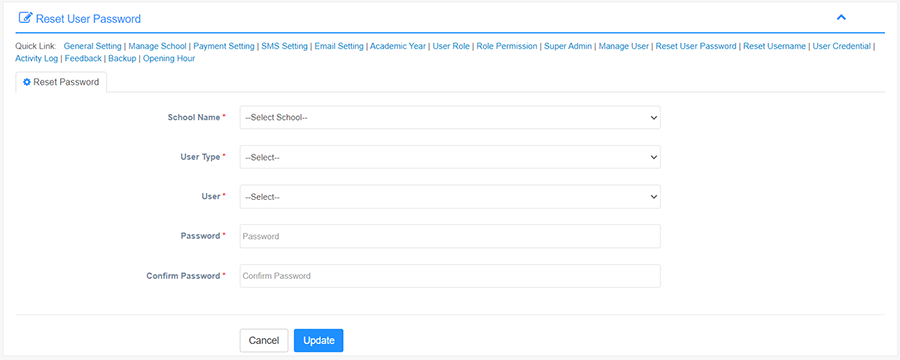 Reset User Password
Quick Link: General Setting | Manage School | Payment Setting | SMS Setting | Email Setting | Academic Year | User Role | Role Permission | Super Admin | Manage User | Reset User Password | Reset Username | User Credential |
Activity Log | Feedback | Backup | Opening Hour
Reset Password
School Name * --Select School--
User Type * --Select--
User * --Select--
Password * Password
Confirm Password * Confirm Password
Cancel Update